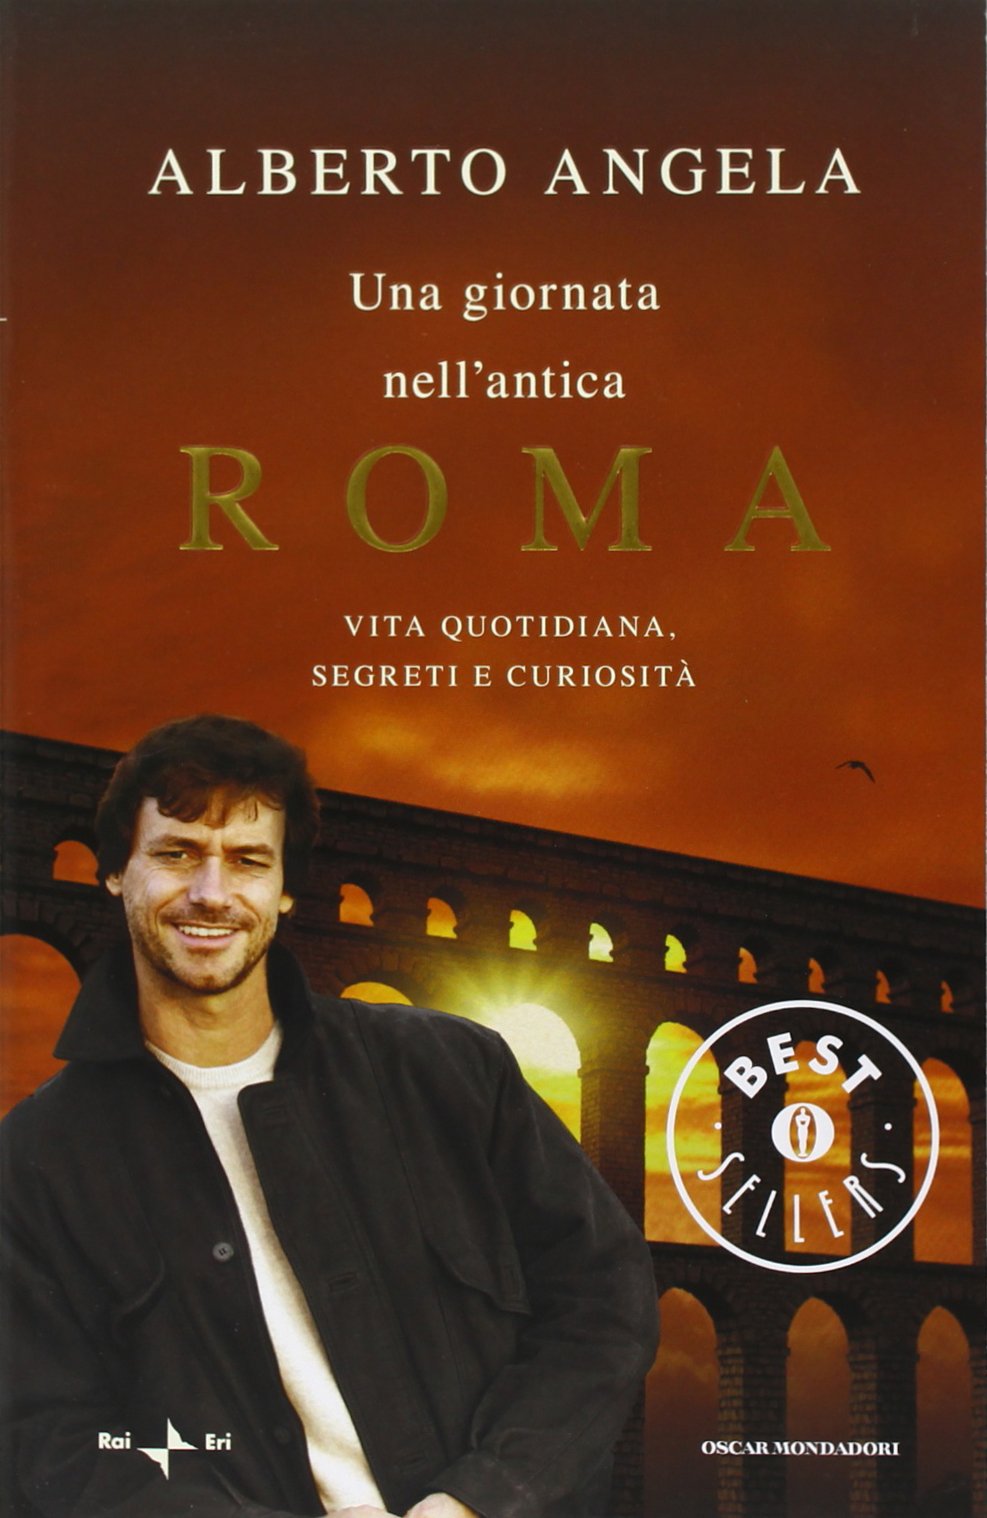 ALBERTO ANGELA
Una giornata
nell'antica
ROMA
VITA QUOTIDIANA,
SEGRETI E CURIOSITÀ
BEST
SELLERS
Rai Eri
OSCAR MONDADORI